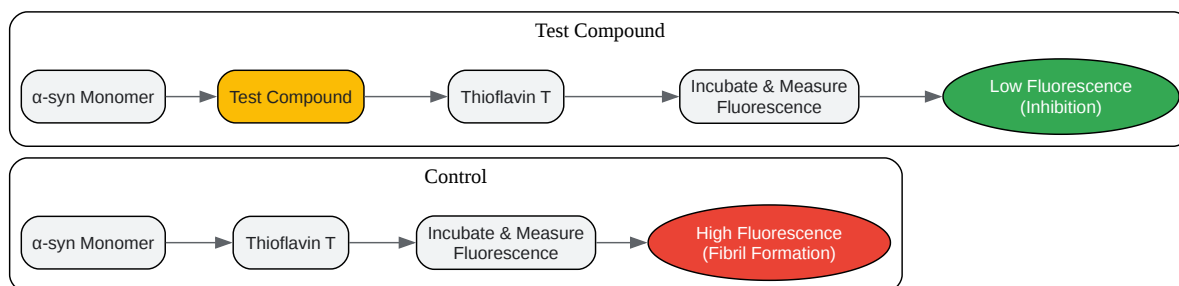 Test Compound
α-syn Monomer
Test Compound
Thioflavin T
Incubate & Measure
Fluorescence
Low Fluorescence
(Inhibition)
Control
α-syn Monomer
Thioflavin T
Incubate & Measure
Fluorescence
High Fluorescence
(Fibril Formation)